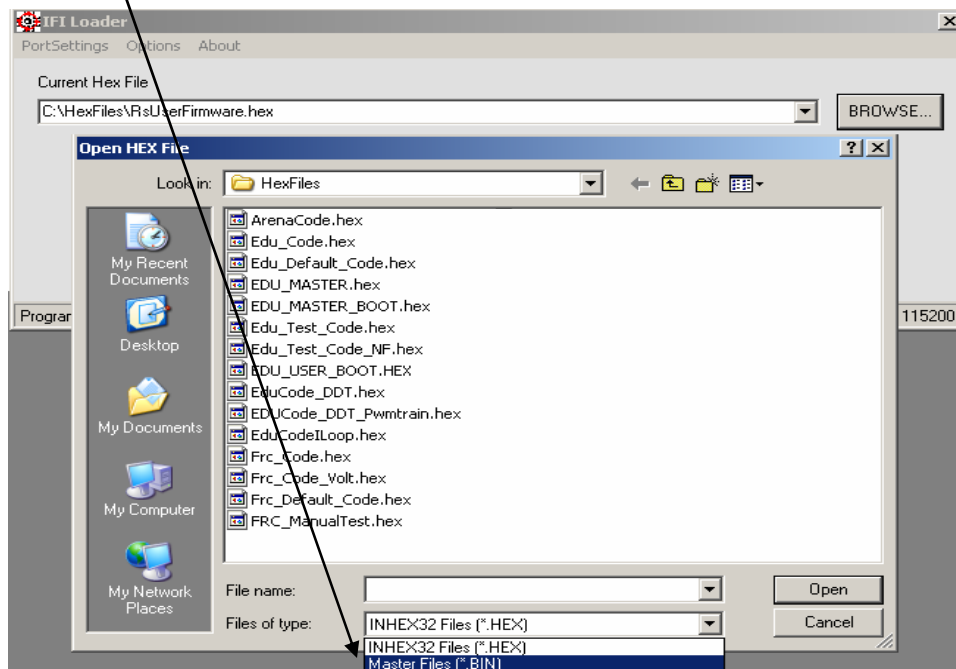 IFI Loader
PortSettings Options About
Current Hex File
C:\HexFiles\RsUserFirmware.hex
BROWSE...
Open HEX File
Look in:
HexFiles
My Recent
Documents
Desktop
My Documents
My Computer
My Network
Places
ArenaCode.hex
Edu_Code.hex
Edu_Default_Code.hex
EDU_MASTER.hex
EDU_MASTER_BOOT.hex
Edu_Test_Code.hex
Edu_Test_Code_NF.hex
EDU_USER_BOOT.HEX
EduCode_DDT.hex
EDUCode_DDT_Pwmtrain.hex
EduCodeILoop.hex
Frc_Code.hex
Frc_Code_Volt.hex
Frc_Default_Code.hex
FRC_ManualTest.hex
Progra
115200
File name:
Open
Files of type:
INHEX32 Files (*.HEX)
Cancel
INHEX32 Files (*.HEX)
Master Files (*.BIN)